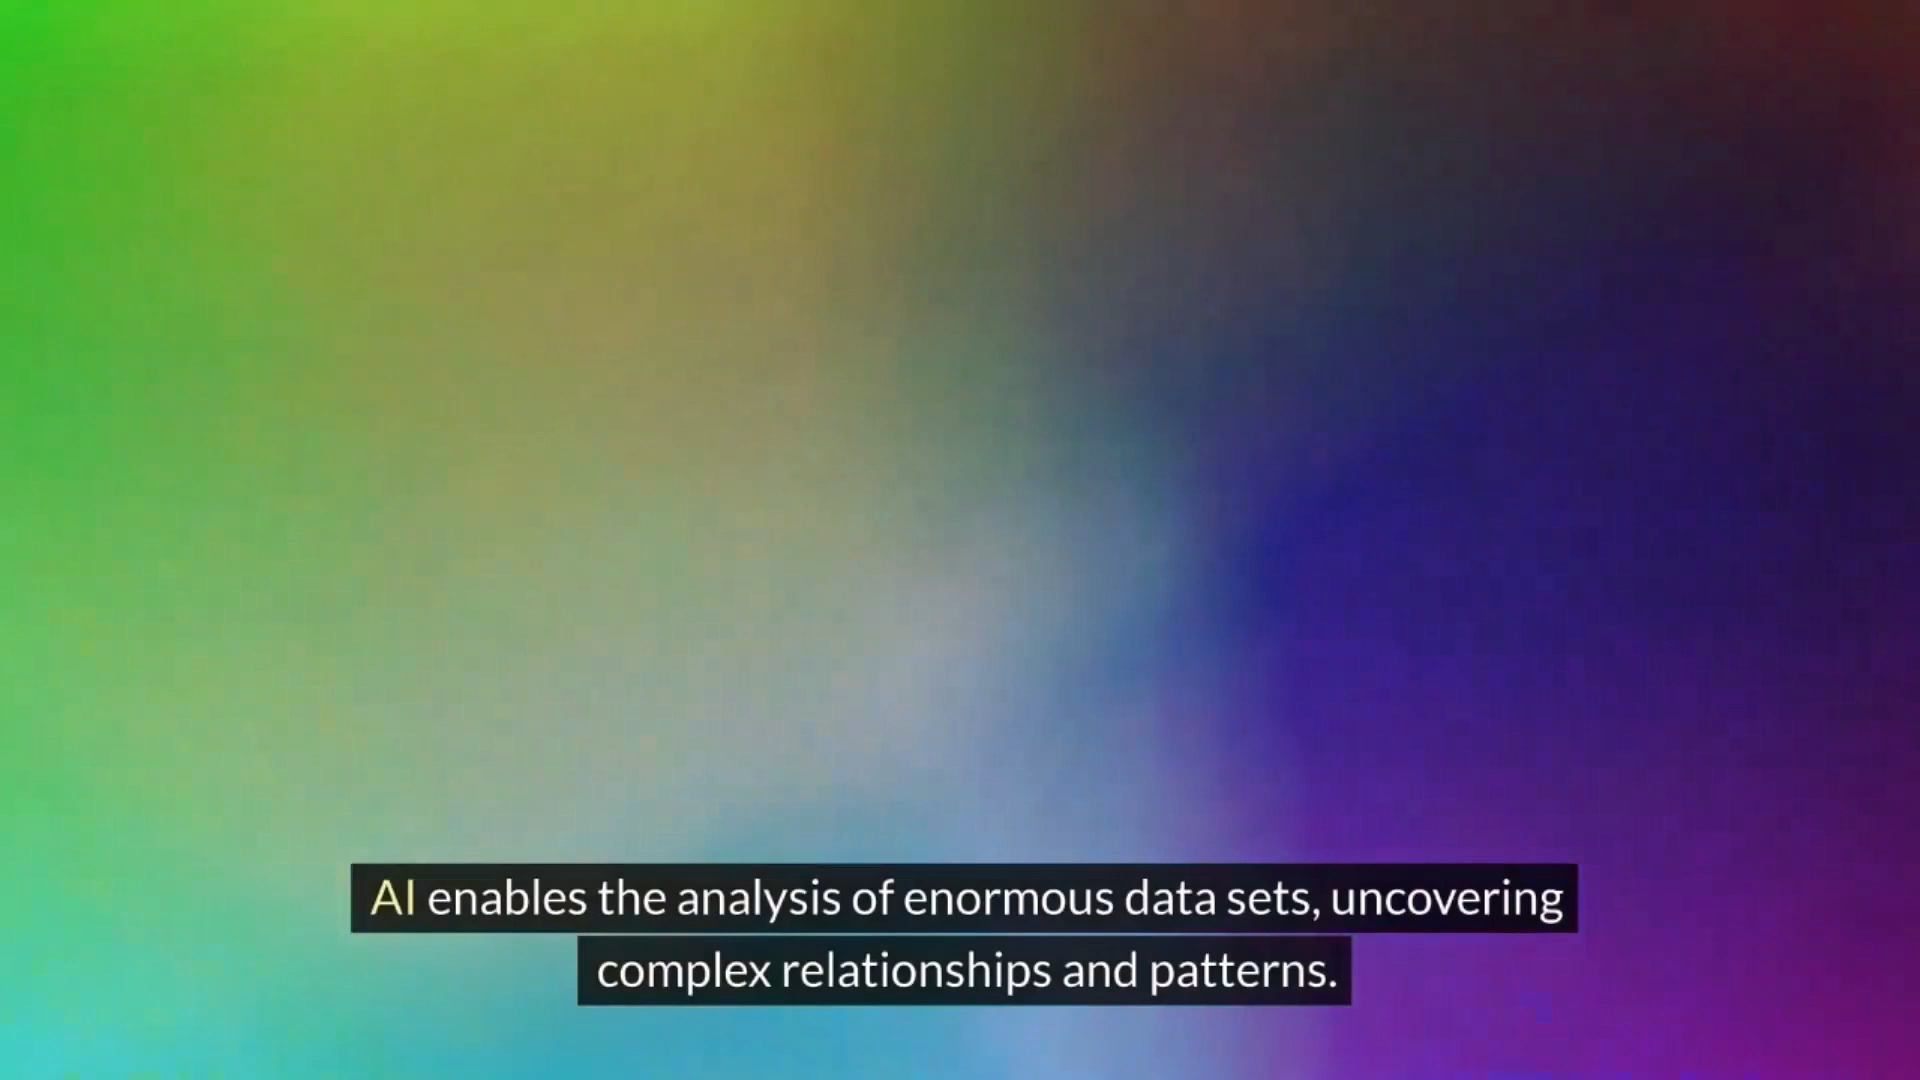 AI enables the analysis of enormous data sets, uncovering
complex relationships and patterns.